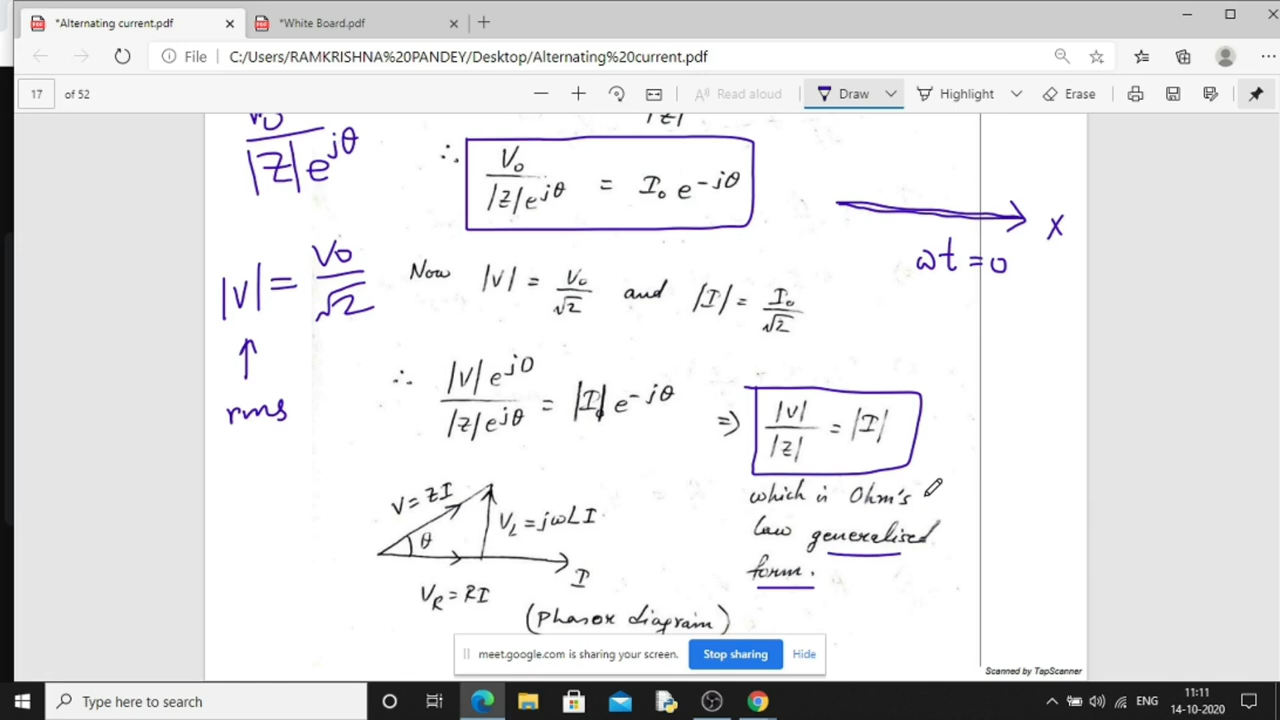 *Alternating current.pdf
*White Board.pdf
File C:/Users/RAMKRISHNA%20PANDEY/Desktop/Alternating%20current.pdf
17 of 52
Read aloud
Draw
Highlight
Erase
V₀
|Z|e^jθ
|Z|
∴ V₀/|Z|e^jθ = I₀ e^-jθ
X
ωt = 0
|V| = V₀/√2
↑
rms
Now |V| = V₀/√2 and |I| = I₀/√2
∴ |V|e^j0/|Z|e^jθ = |I|e^-jθ ⇒ |V|/|Z| = |I|
which is Ohm's
law generalised
form.
V = ZI
θ
V_L = jωLI
I
V_R = RI
(Phasor diagram)
meet.google.com is sharing your screen.
Stop sharing
Hide
Scanned by TapScanner
Type here to search
ENG
11:11
14-10-2020